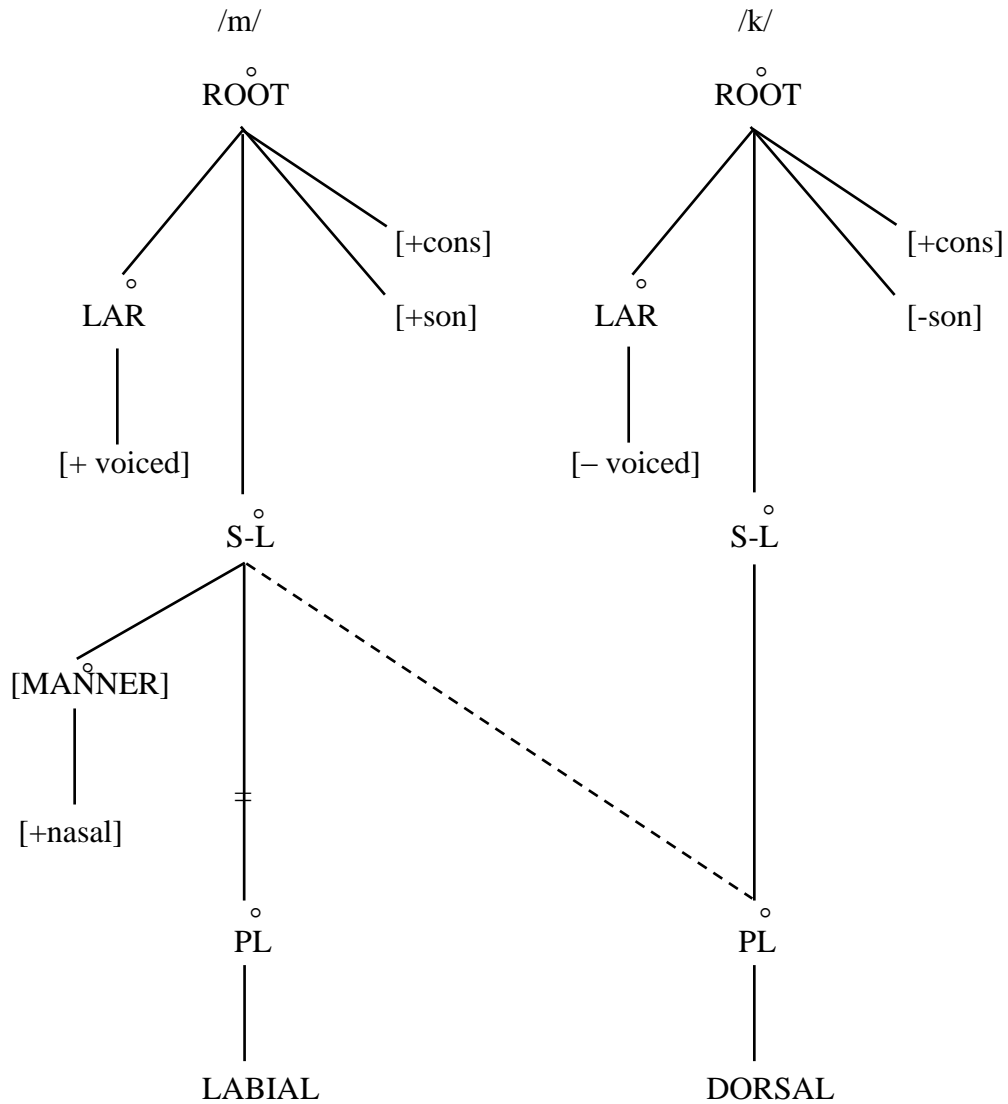 /m/ /k/
ROOT ROOT
[+cons] [+cons]
LAR [+son] LAR [-son]
[+ voiced] [– voiced]
S-L S-L
[MANNER]
[+nasal]
PL PL
LABIAL DORSAL